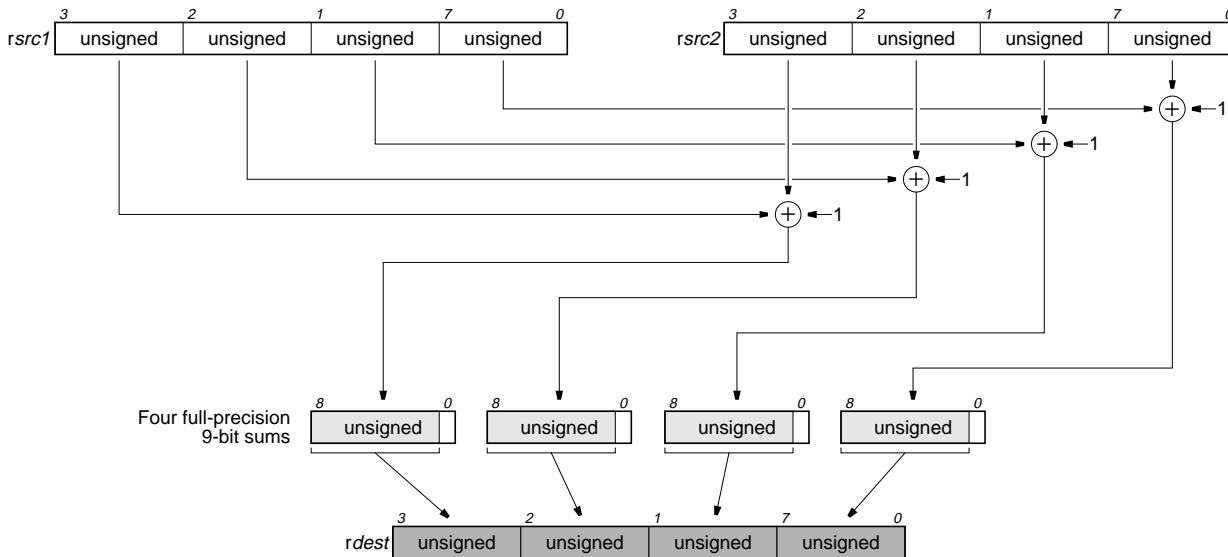 3 2 1 7 0 3 2 1 7 0
rsrc1 unsigned unsigned unsigned unsigned rsrc2 unsigned unsigned unsigned unsigned
+ 1
+ 1
+ 1
+ 1
8 0 8 0 8 0 8 0
Four full-precision
9-bit sums
unsigned unsigned unsigned unsigned
3 2 1 7 0
rdest unsigned unsigned unsigned unsigned